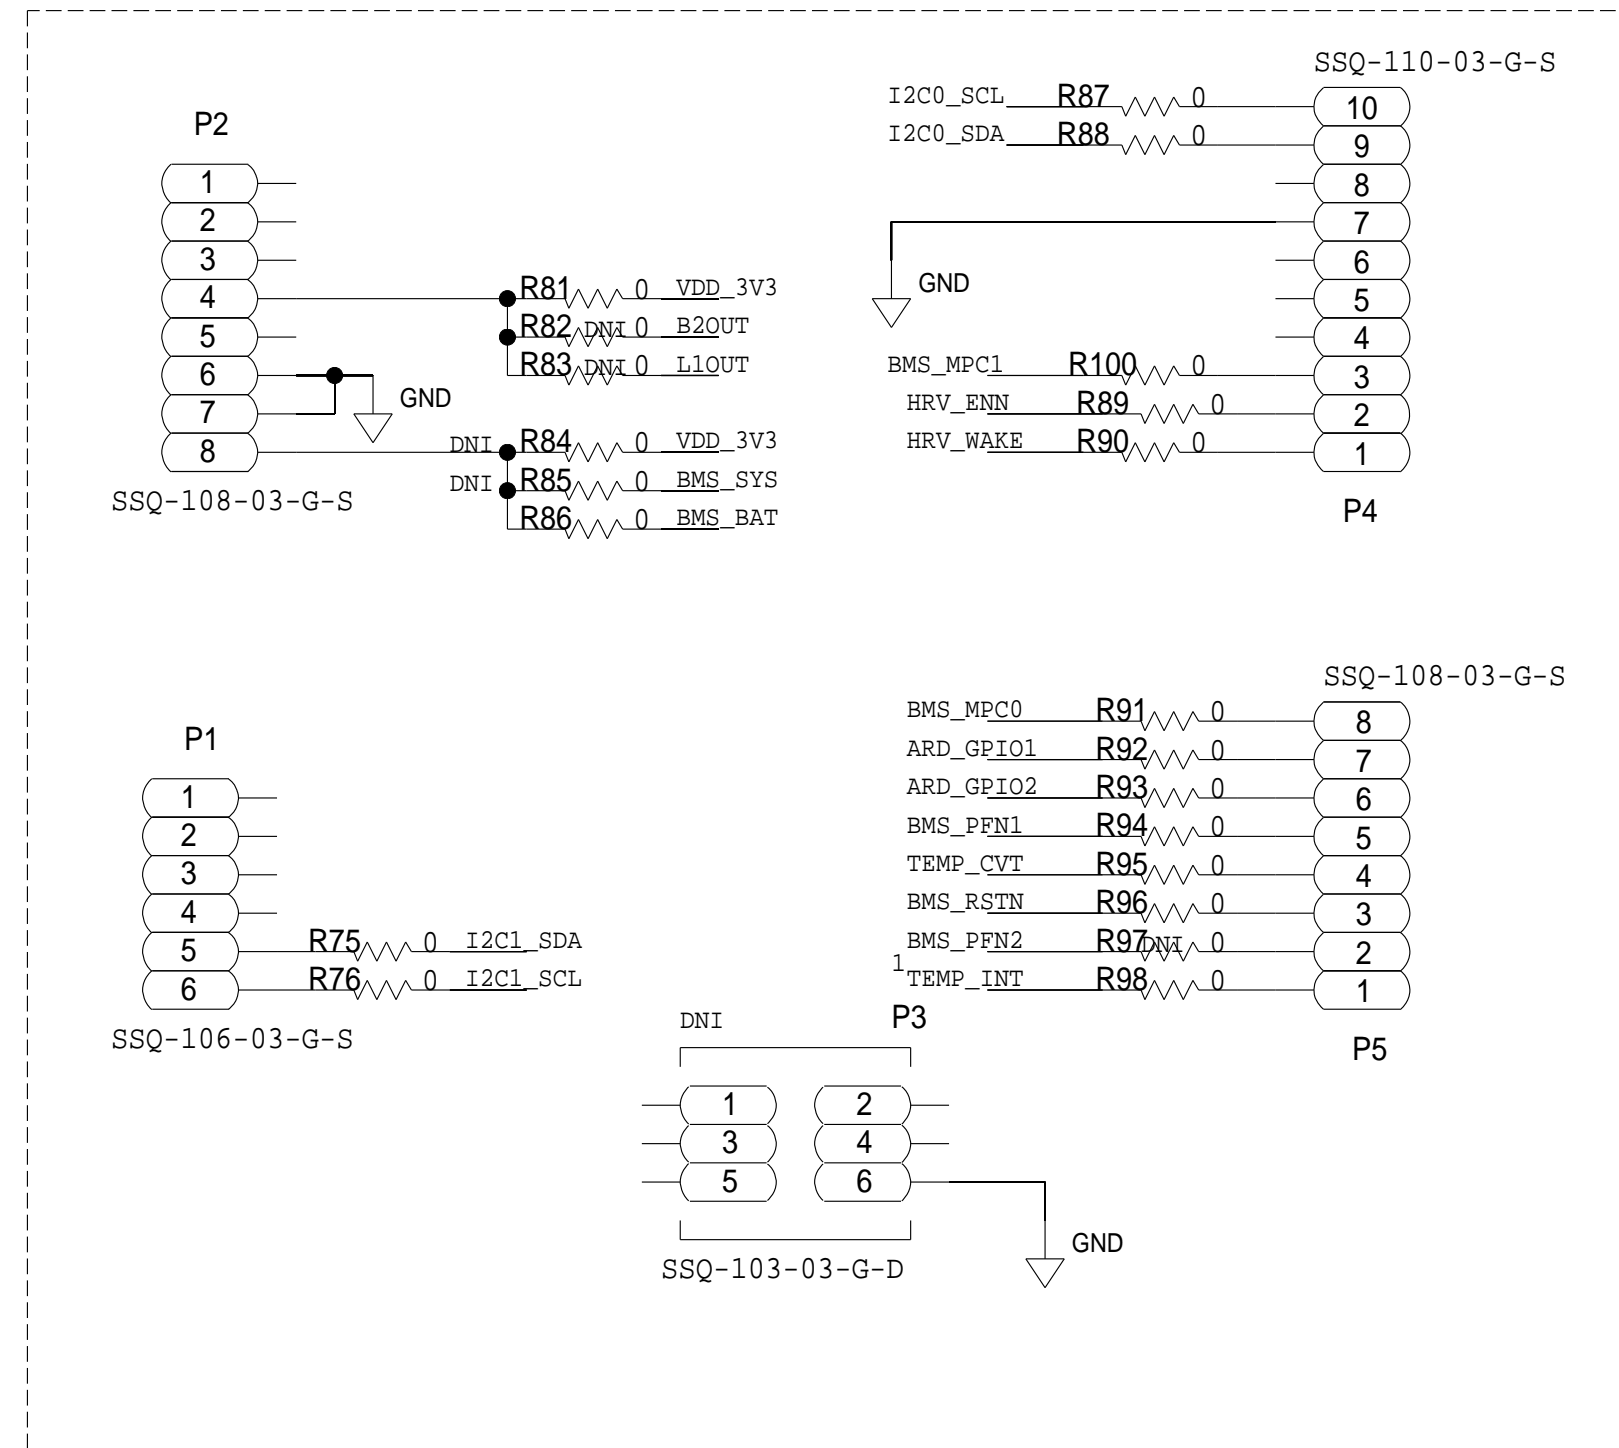 P2
1
2
3
4
5
6
7
8
SSQ-108-03-G-S
R81 0 VDD_3V3
R82 DNI 0 B2OUT
R83 DNI 0 L1OUT
GND
DNI R84 0 VDD_3V3
DNI R85 0 BMS_SYS
R86 0 BMS_BAT
SSQ-110-03-G-S
I2C0_SCL R87 0 10
I2C0_SDA R88 0 9
8
7
GND
6
5
4
BMS_MPC1 R100 0 3
HRV_ENN R89 0 2
HRV_WAKE R90 0 1
P4
P1
1
2
3
4
5 R75 0 I2C1_SDA
6 R76 0 I2C1_SCL
SSQ-106-03-G-S
SSQ-108-03-G-S
BMS_MPC0 R91 0 8
ARD_GPIO1 R92 0 7
ARD_GPIO2 R93 0 6
BMS_PFN1 R94 0 5
TEMP_CVT R95 0 4
BMS_RSTN R96 0 3
BMS_PFN2 R97 DNI 0 2
1
TEMP_INT R98 0 1
P5
DNI P3
1 2
3 4
5 6
GND
SSQ-103-03-G-D